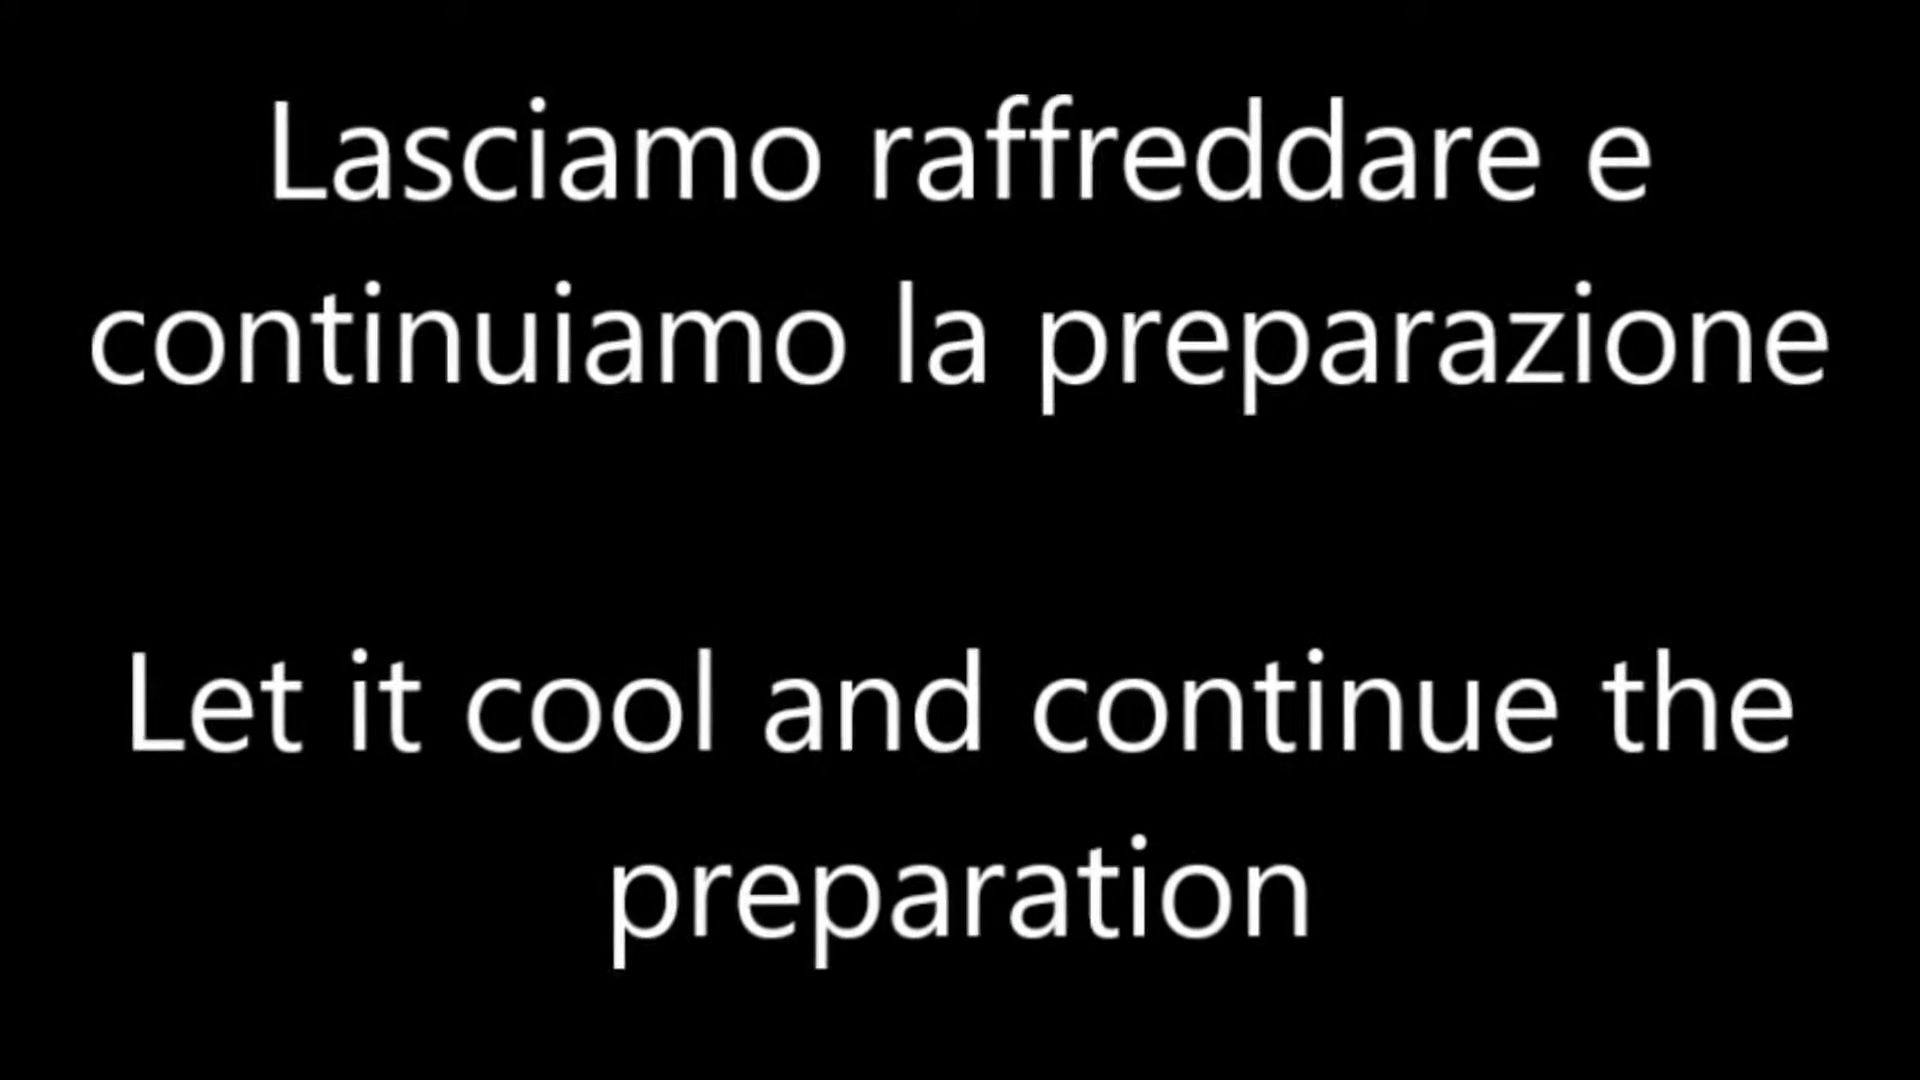 Lasciamo raffreddare e
continuiamo la preparazione
Let it cool and continue the
preparation